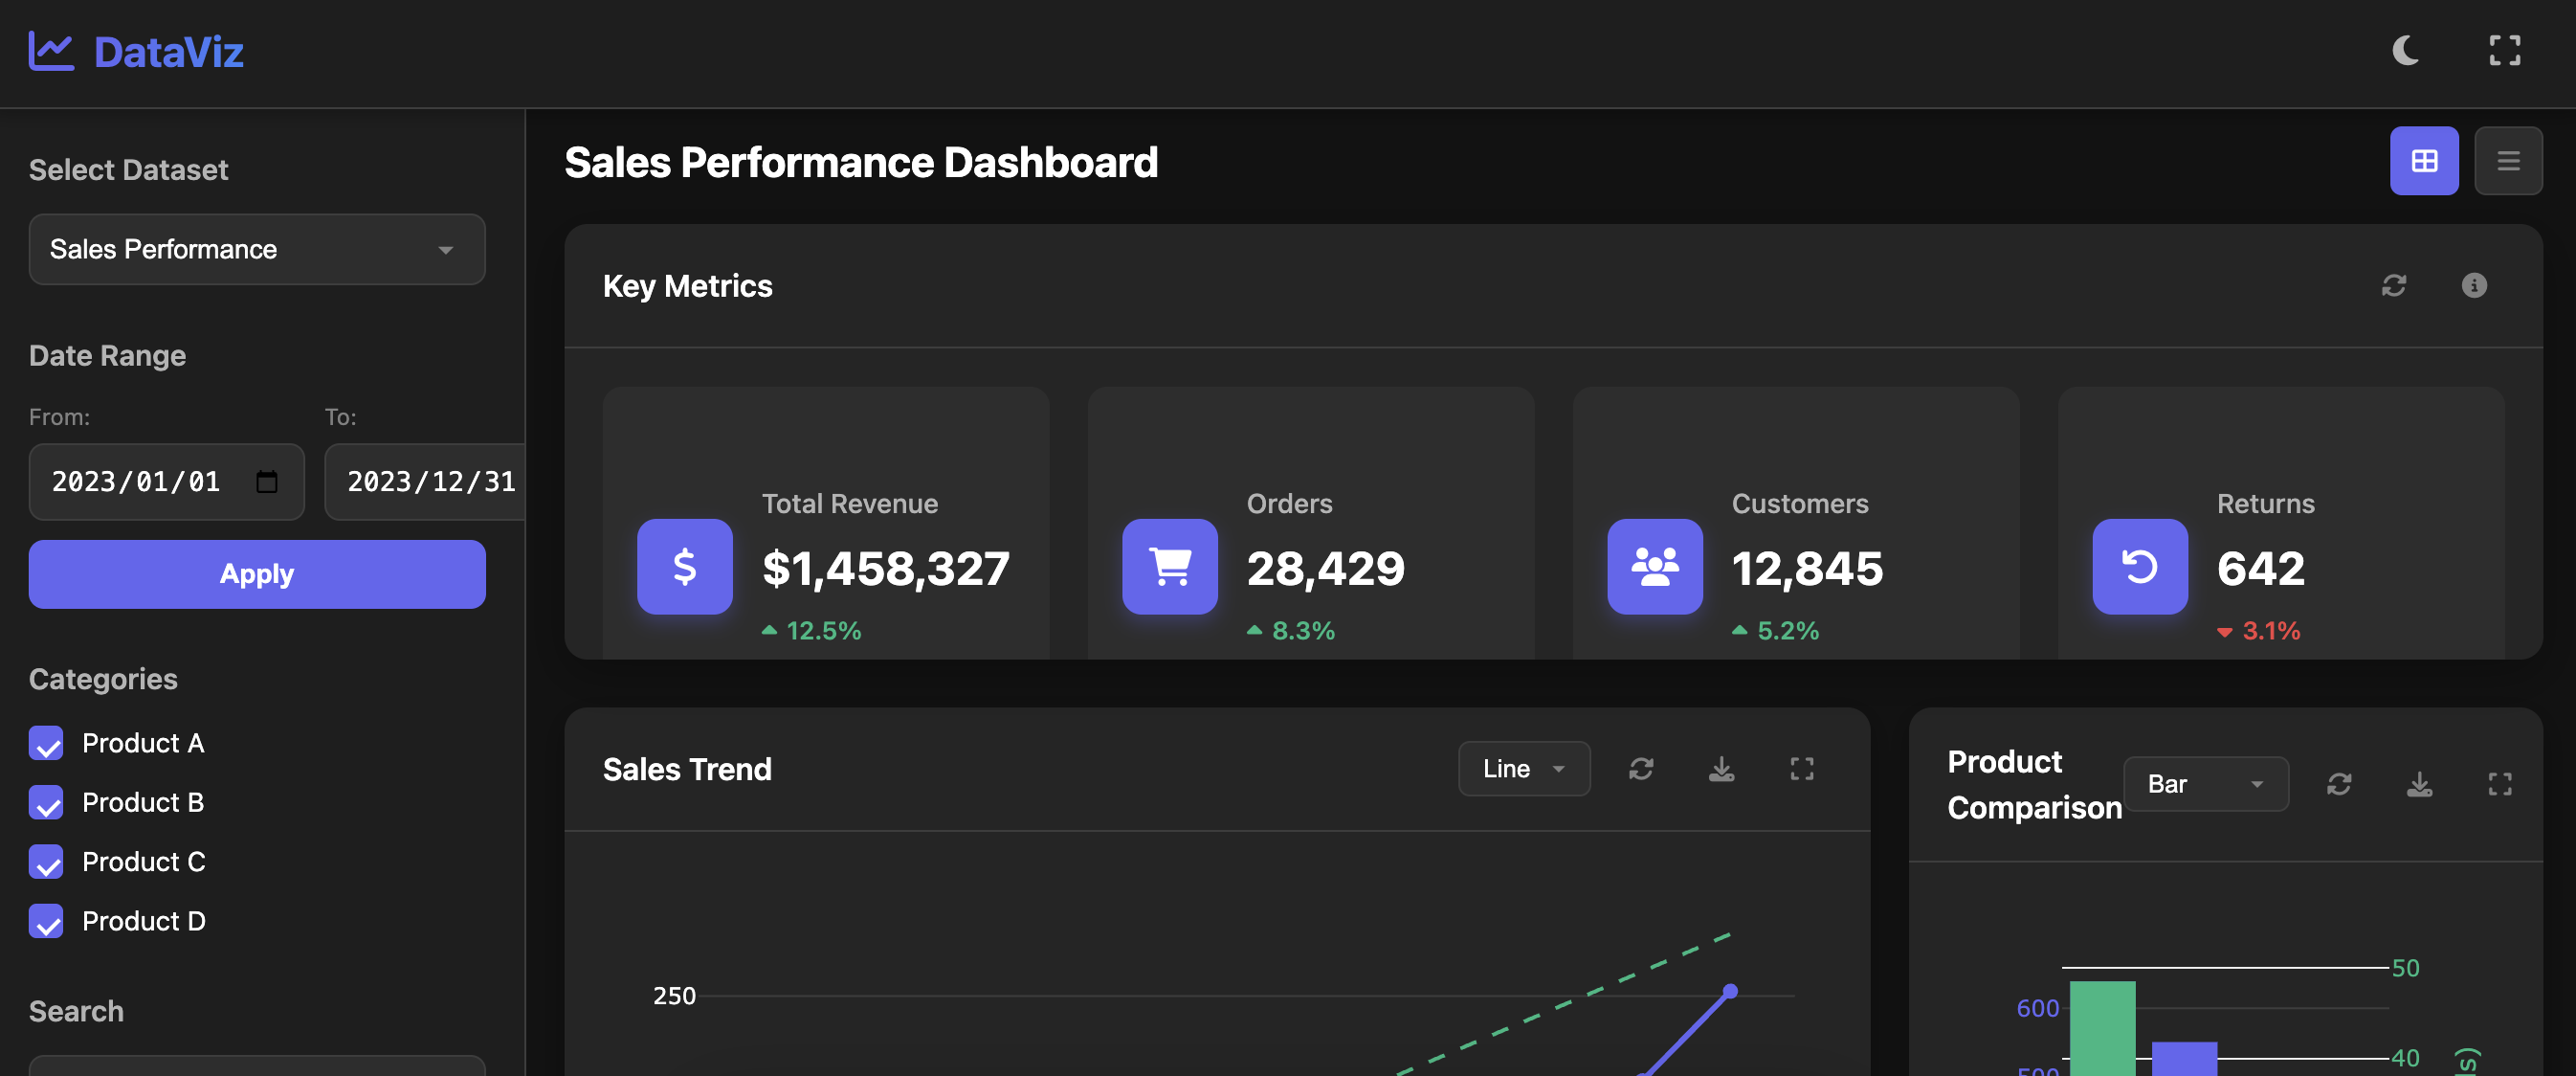 DataViz
Select Dataset
Sales Performance
Date Range
From:
To:
2023/01/01
2023/12/31
Apply
Categories
Product A
Product B
Product C
Product D
Search
Sales Performance Dashboard
Key Metrics
Total Revenue
$1,458,327
12.5%
Orders
28,429
8.3%
Customers
12,845
5.2%
Returns
642
3.1%
Sales Trend
Line
250
Product
Comparison
Bar
50
600
40